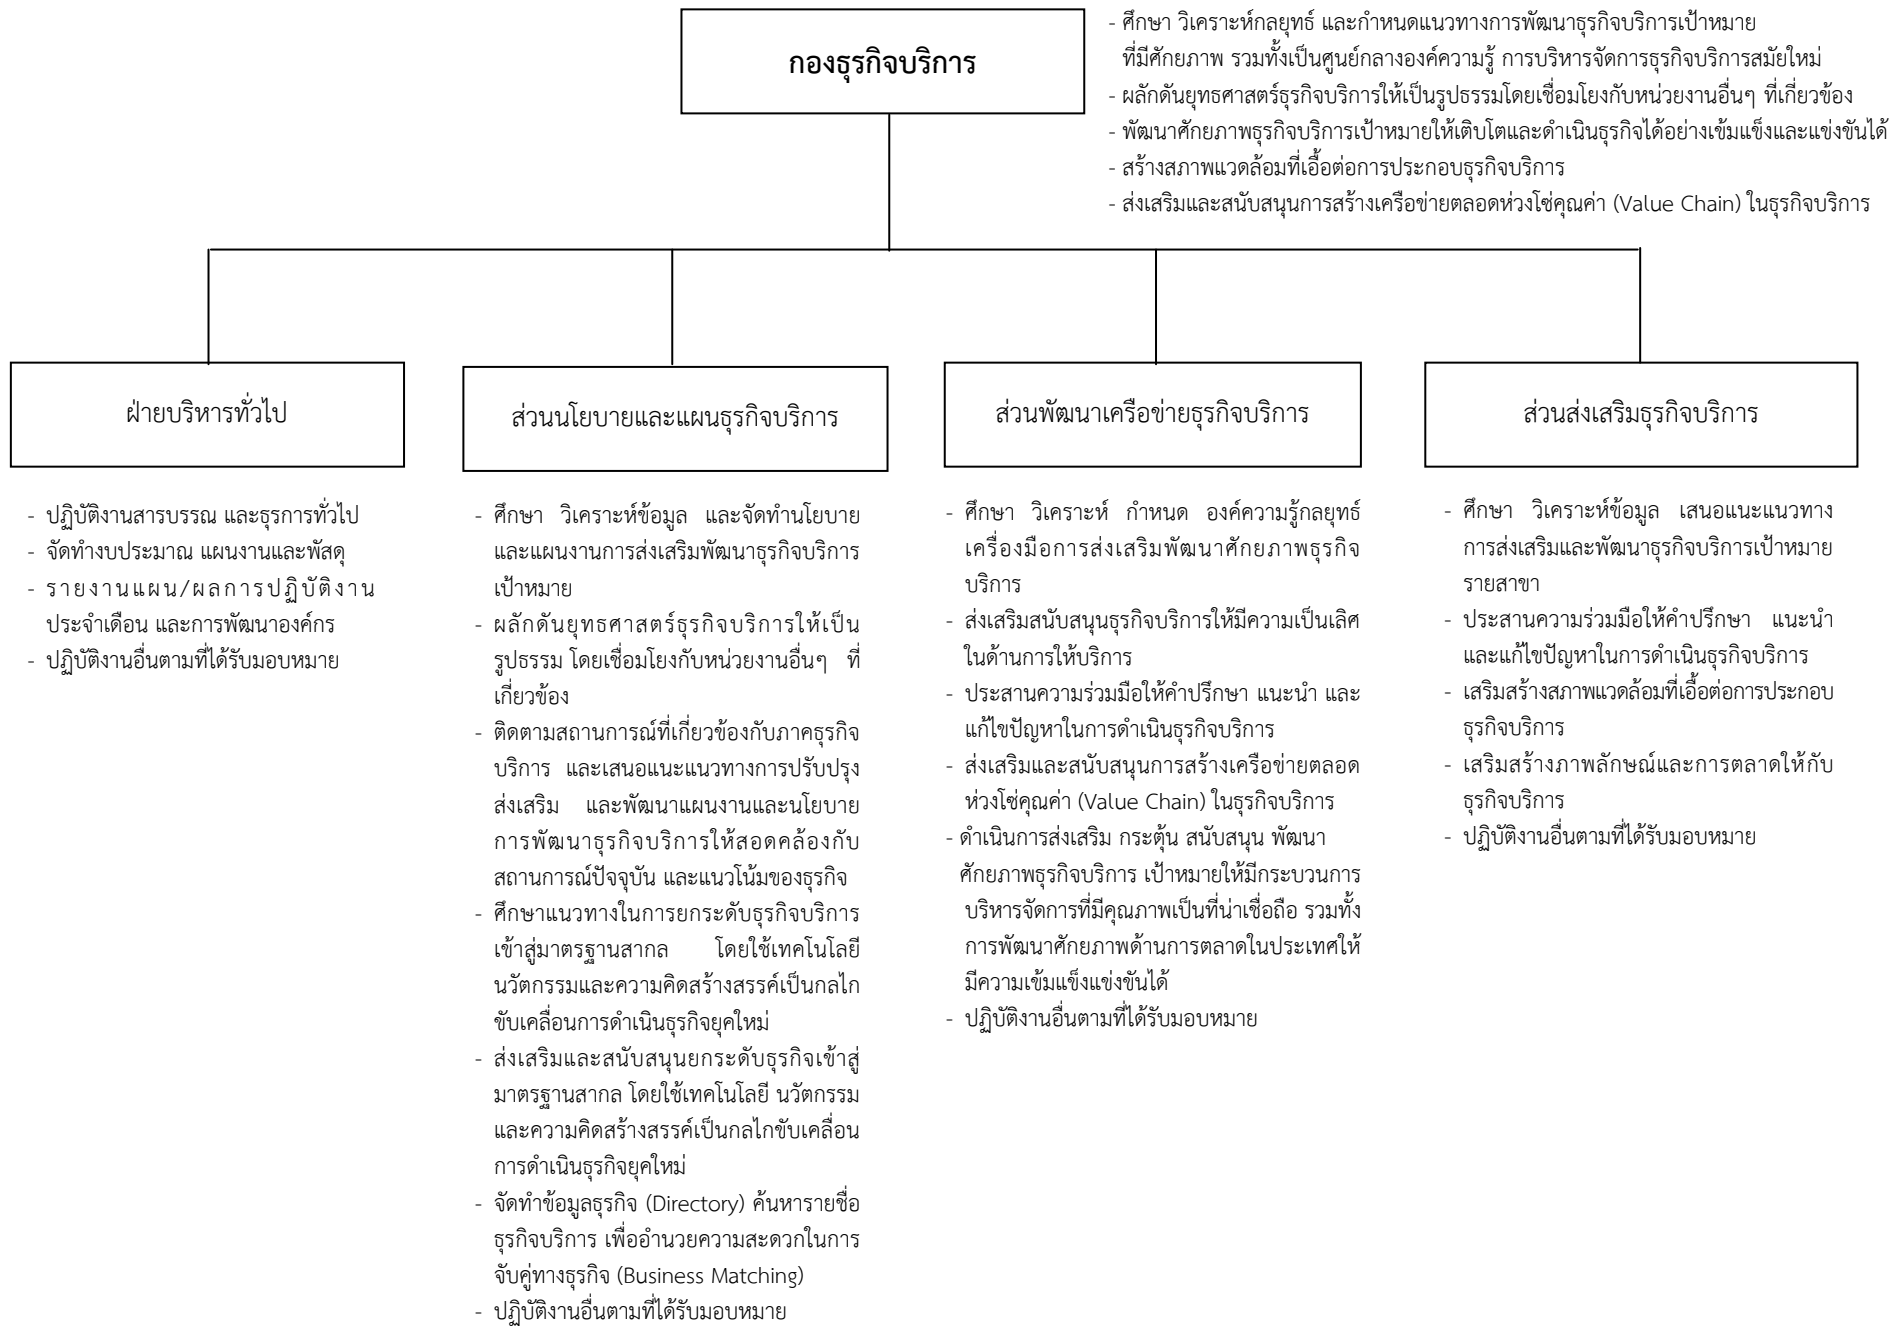 กองธุรกิจบริการ
- ศึกษา วิเคราะห์กลยุทธ์ และกำหนดแนวทางการพัฒนาธุรกิจบริการเป้าหมาย
ที่มีศักยภาพ รวมทั้งเป็นศูนย์กลางองค์ความรู้ การบริหารจัดการธุรกิจบริการสมัยใหม่
- ผลักดันยุทธศาสตร์ธุรกิจบริการให้เป็นรูปธรรมโดยเชื่อมโยงกับหน่วยงานอื่นๆ ที่เกี่ยวข้อง
- พัฒนาศักยภาพธุรกิจบริการเป้าหมายให้เติบโตและดำเนินธุรกิจได้อย่างเข้มแข็งและแข่งขันได้
- สร้างสภาพแวดล้อมที่เอื้อต่อการประกอบธุรกิจบริการ
- ส่งเสริมและสนับสนุนการสร้างเครือข่ายตลอดห่วงโซ่คุณค่า (Value Chain) ในธุรกิจบริการ
ฝ่ายบริหารทั่วไป
- ปฏิบัติงานสารบรรณ และธุรการทั่วไป
- จัดทำงบประมาณ แผนงานและพัสดุ
- รายงานแผน/ผลการปฏิบัติงาน
ประจำเดือน และการพัฒนาองค์กร
- ปฏิบัติงานอื่นตามที่ได้รับมอบหมาย
ส่วนนโยบายและแผนธุรกิจบริการ
- ศึกษา วิเคราะห์ข้อมูล และจัดทำนโยบาย
และแผนงานการส่งเสริมพัฒนาธุรกิจบริการ
เป้าหมาย
- ผลักดันยุทธศาสตร์ธุรกิจบริการให้เป็น
รูปธรรม โดยเชื่อมโยงกับหน่วยงานอื่นๆ ที่
เกี่ยวข้อง
- ติดตามสถานการณ์ที่เกี่ยวข้องกับภาคธุรกิจ
บริการ และเสนอแนะแนวทางการปรับปรุง
ส่งเสริม และพัฒนาแผนงานและนโยบาย
การพัฒนาธุรกิจบริการให้สอดคล้องกับ
สถานการณ์ปัจจุบัน และแนวโน้มของธุรกิจ
- ศึกษาแนวทางในการยกระดับธุรกิจบริการ
เข้าสู่มาตรฐานสากล โดยใช้เทคโนโลยี
นวัตกรรมและความคิดสร้างสรรค์เป็นกลไก
ขับเคลื่อนการดำเนินธุรกิจยุคใหม่
- ส่งเสริมและสนับสนุนยกระดับธุรกิจเข้าสู่
มาตรฐานสากล โดยใช้เทคโนโลยี นวัตกรรม
และความคิดสร้างสรรค์เป็นกลไกขับเคลื่อน
การดำเนินธุรกิจยุคใหม่
- จัดทำข้อมูลธุรกิจ (Directory) ค้นหารายชื่อ
ธุรกิจบริการ เพื่ออำนวยความสะดวกในการ
จับคู่ทางธุรกิจ (Business Matching)
- ปฏิบัติงานอื่นตามที่ได้รับมอบหมาย
ส่วนพัฒนาเครือข่ายธุรกิจบริการ
- ศึกษา วิเคราะห์ กำหนด องค์ความรู้กลยุทธ์
เครื่องมือการส่งเสริมพัฒนาศักยภาพธุรกิจ
บริการ
- ส่งเสริมสนับสนุนธุรกิจบริการให้มีความเป็นเลิศ
ในด้านการให้บริการ
- ประสานความร่วมมือให้คำปรึกษา แนะนำ และ
แก้ไขปัญหาในการดำเนินธุรกิจบริการ
- ส่งเสริมและสนับสนุนการสร้างเครือข่ายตลอด
ห่วงโซ่คุณค่า (Value Chain) ในธุรกิจบริการ
- ดำเนินการส่งเสริม กระตุ้น สนับสนุน พัฒนา
ศักยภาพธุรกิจบริการ เป้าหมายให้มีกระบวนการ
บริหารจัดการที่มีคุณภาพเป็นที่น่าเชื่อถือ รวมทั้ง
การพัฒนาศักยภาพด้านการตลาดในประเทศให้
มีความเข้มแข็งแข่งขันได้
- ปฏิบัติงานอื่นตามที่ได้รับมอบหมาย
ส่วนส่งเสริมธุรกิจบริการ
- ศึกษา วิเคราะห์ข้อมูล เสนอแนะแนวทาง
การส่งเสริมและพัฒนาธุรกิจบริการเป้าหมาย
รายสาขา
- ประสานความร่วมมือให้คำปรึกษา แนะนำ
และแก้ไขปัญหาในการดำเนินธุรกิจบริการ
- เสริมสร้างสภาพแวดล้อมที่เอื้อต่อการประกอบ
ธุรกิจบริการ
- เสริมสร้างภาพลักษณ์และการตลาดให้กับ
ธุรกิจบริการ
- ปฏิบัติงานอื่นตามที่ได้รับมอบหมาย